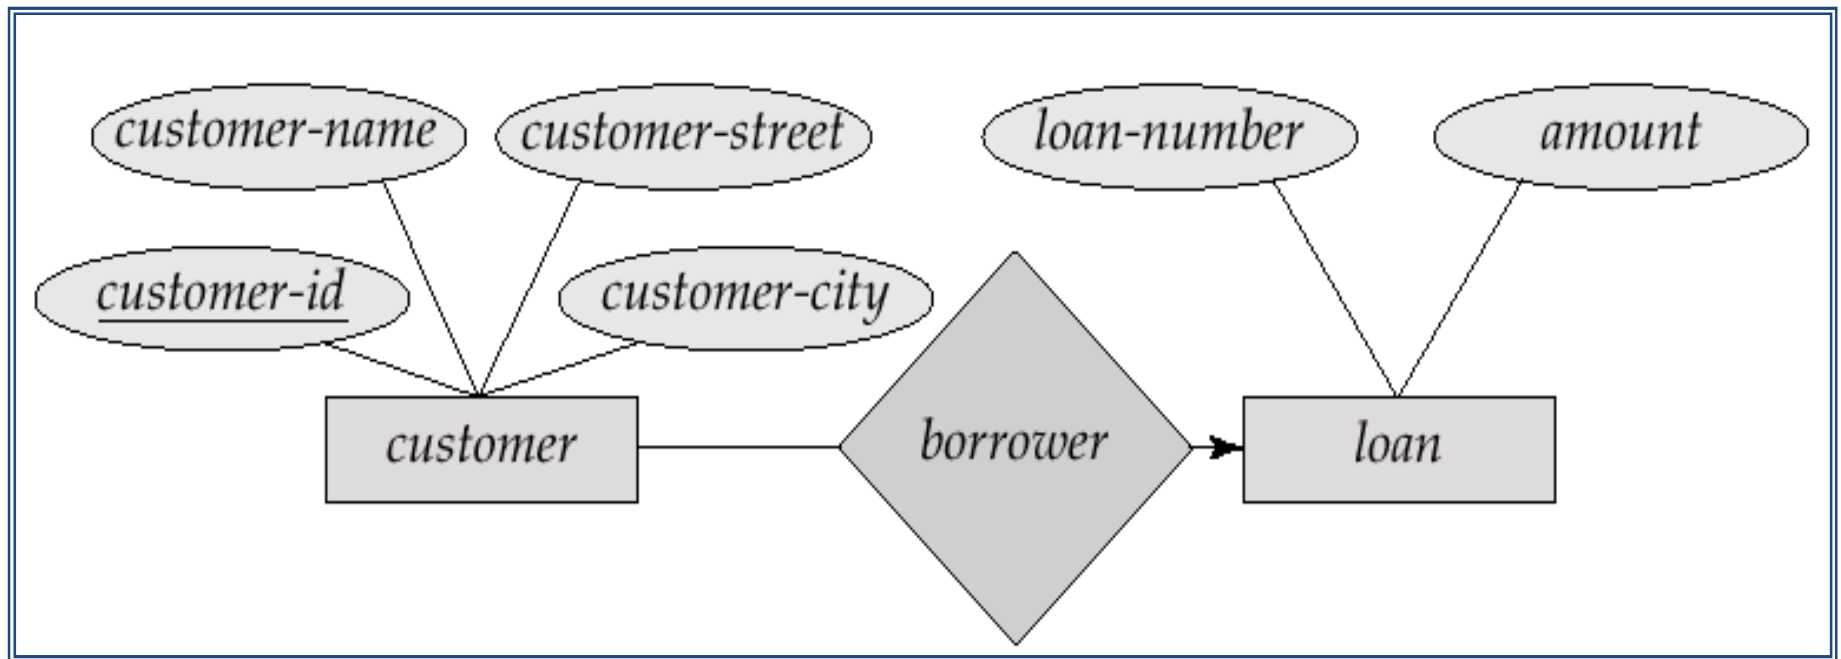 customer-name
customer-street
loan-number
amount
customer-id
customer-city
customer
borrower
loan